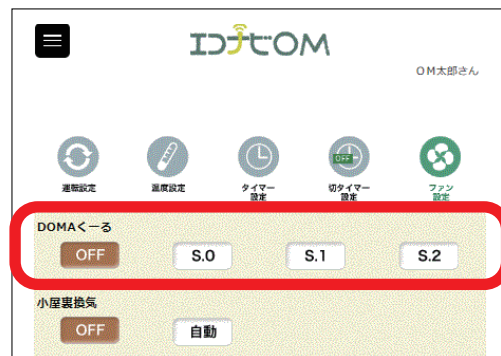 エコナビOM
OM太郎さん
OFF
運転設定 温度設定 タイマー設定 切タイマー設定 ファン設定
DOMAくーる
OFF S.0 S.1 S.2
小屋裏換気
OFF 自動